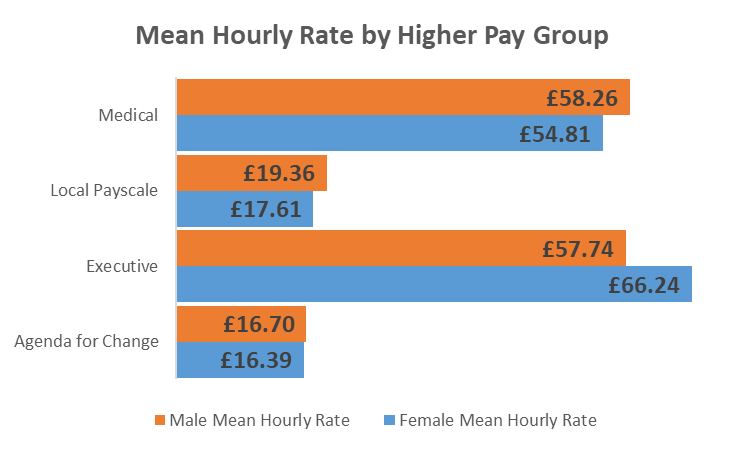 Mean Hourly Rate by Higher Pay Group
Medical
£58.26
£54.81
Local Payscale
£19.36
£17.61
Executive
£57.74
£66.24
Agenda for Change
£16.70
£16.39
Male Mean Hourly Rate
Female Mean Hourly Rate